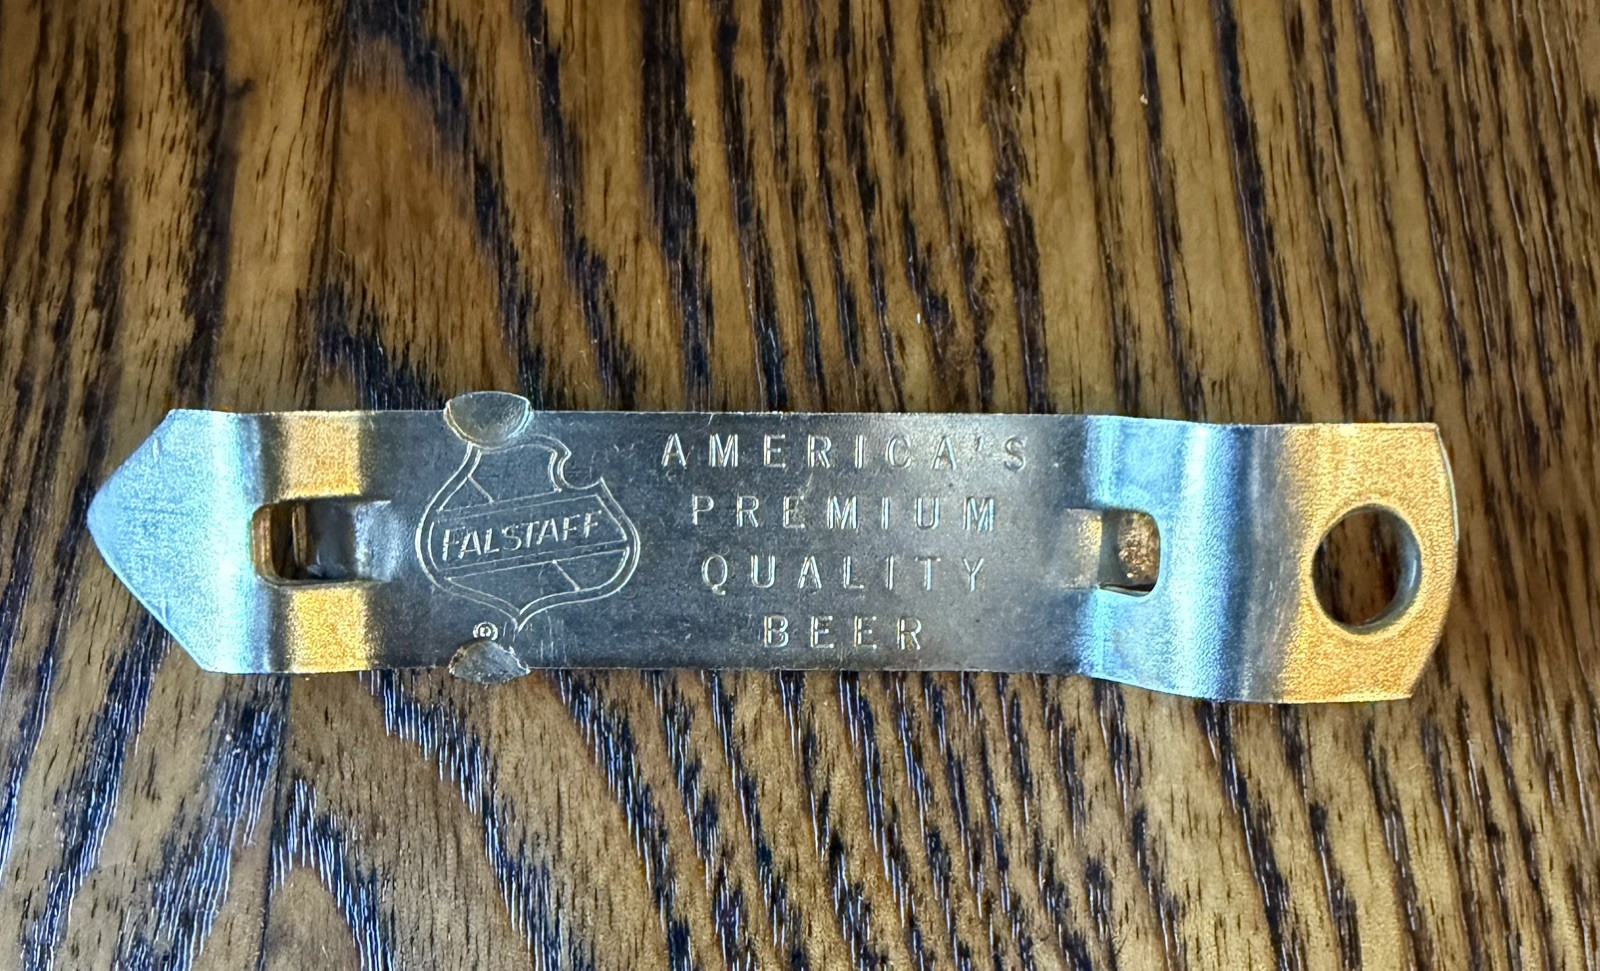 FALSTAFF
®
AMERICA'S
PREMIUM
QUALITY
BEER